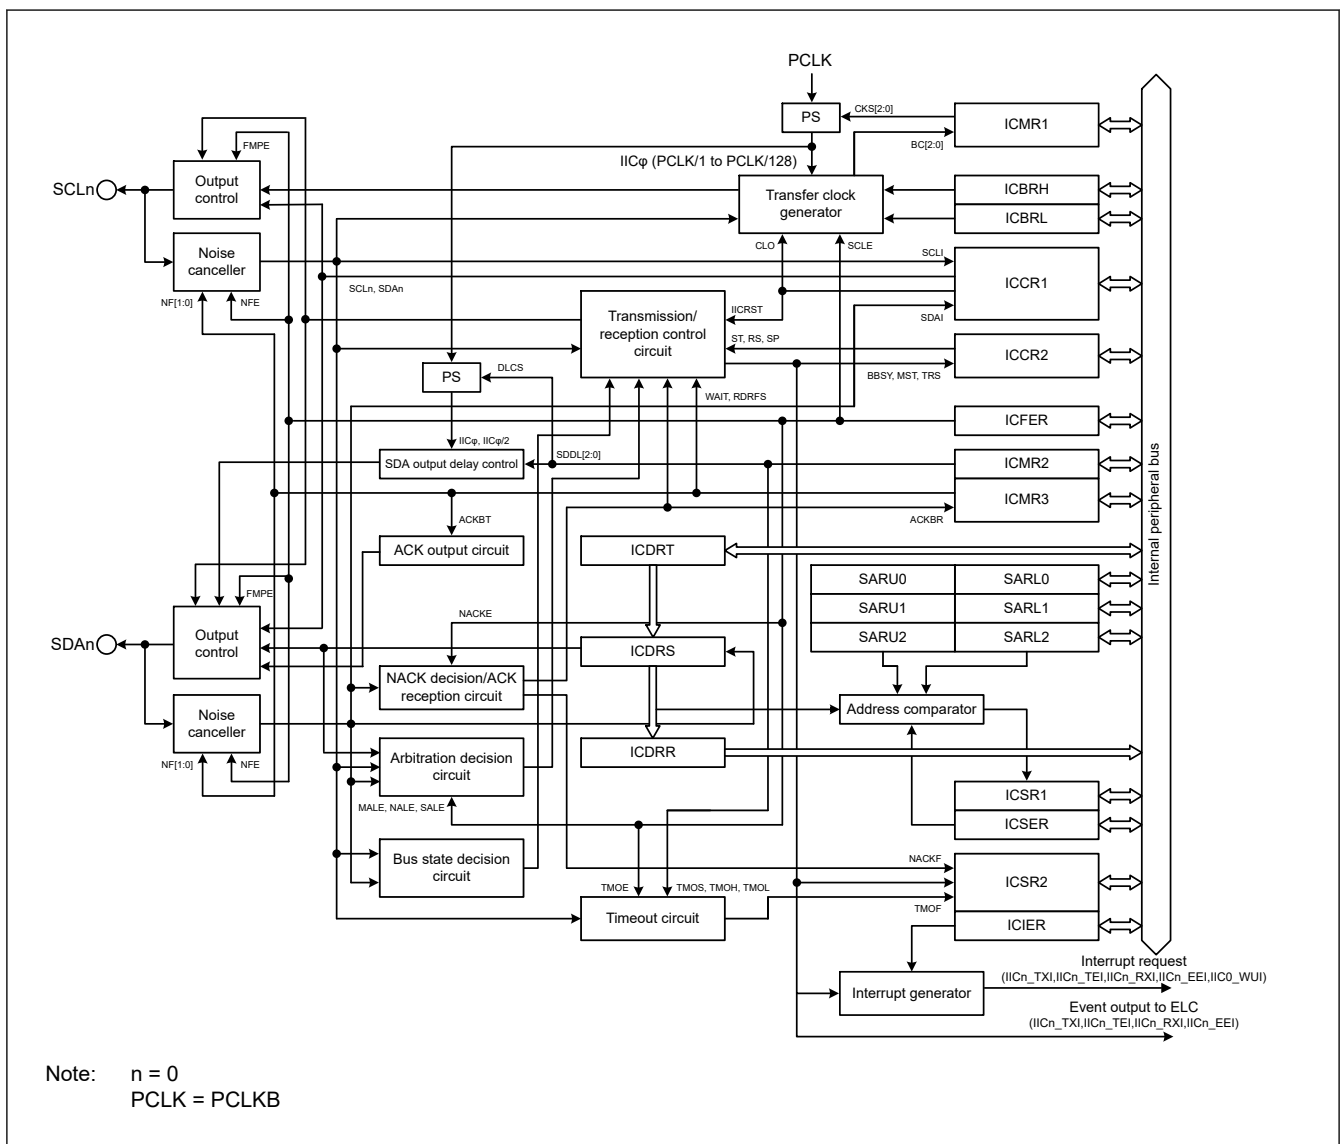 PCLK
PS
CKS[2:0]
ICMR1
BC[2:0]
FMPE
IICφ (PCLK/1 to PCLK/128)
SCLn
Output
control
Transfer clock
generator
ICBRH
ICBRL
Noise
canceller
CLO
SCLE
SCLI
NF[1:0]
NFE
SCLn, SDAn
ICCR1
Transmission/
reception control
circuit
IICRST
SDAI
ST, RS, SP
ICCR2
BBSY, MST, TRS
PS
DLCS
WAIT, RDRFS
ICFER
IICφ, IICφ/2
SDA output delay control
SDDL[2:0]
ICMR2
ICMR3
ACKBT
ACKBR
ACK output circuit
ICDRT
Internal peripheral bus
SARU0
SARL0
FMPE
SARU1
SARL1
NACKE
SDAn
Output
control
ICDRS
SARU2
SARL2
NACK decision/ACK
reception circuit
Noise
canceller
Address comparator
NF[1:0]
NFE
Arbitration decision
circuit
ICDRR
MALE, NALE, SALE
ICSR1
ICSER
Bus state decision
circuit
NACKF
ICSR2
TMOE
TMOS, TMOH, TMOL
TMOF
Timeout circuit
ICIER
Interrupt request
(IICn_TXI,IICn_TEI,IICn_RXI,IICn_EEI,IIC0_WUI)
Interrupt generator
Event output to ELC
(IICn_TXI,IICn_TEI,IICn_RXI,IICn_EEI)
Note: n = 0
PCLK = PCLKB